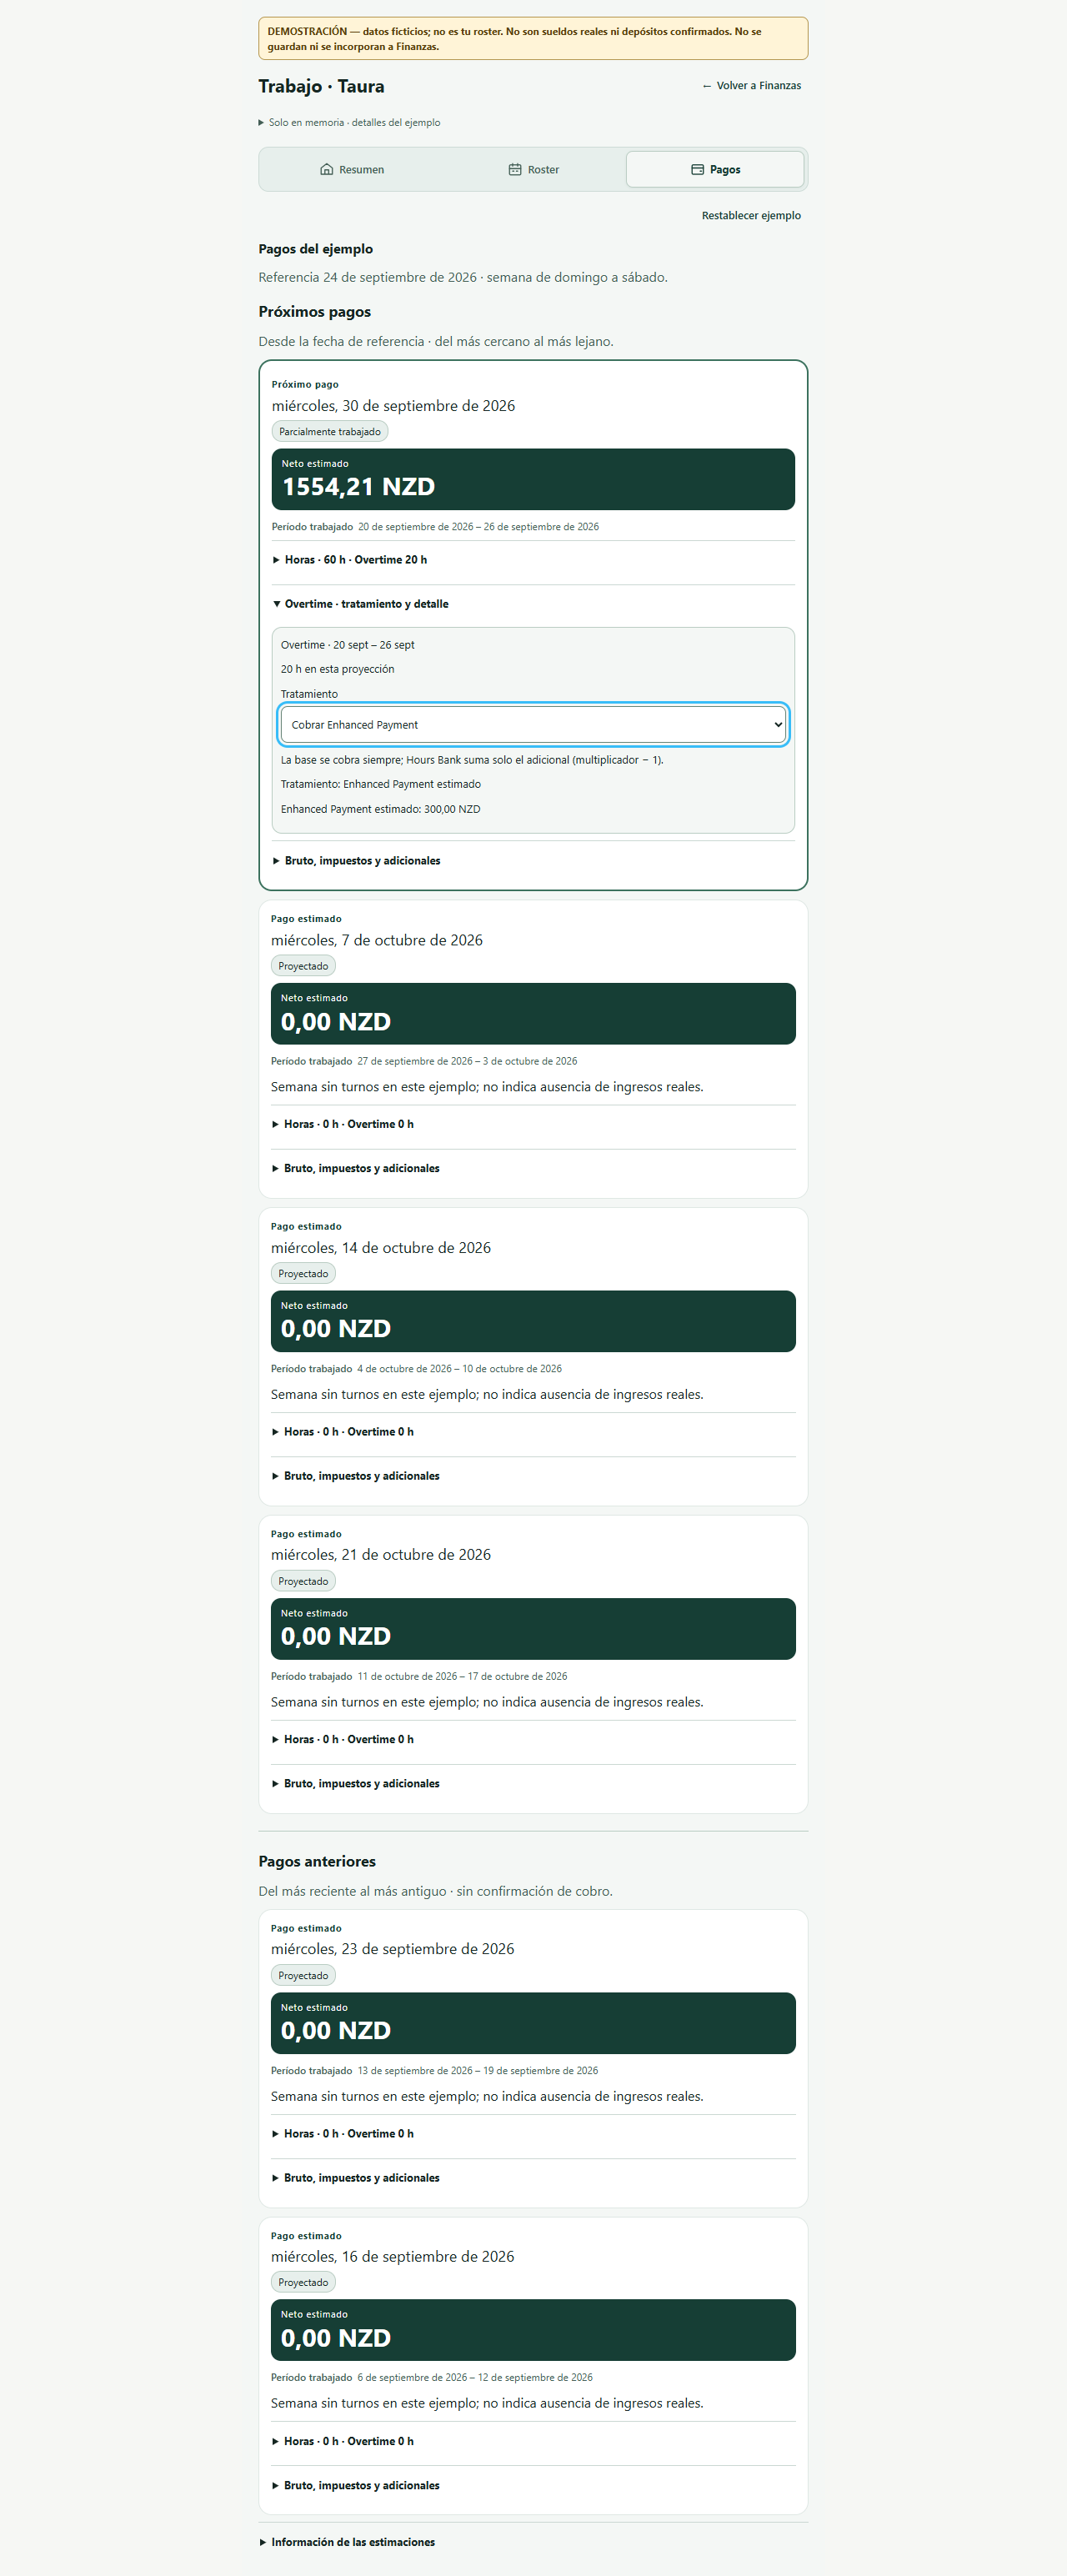 DEMOSTRACIÓN — datos ficticios; no es tu roster. No son sueldos reales ni depósitos confirmados. No se
guardan ni se incorporan a Finanzas.
Trabajo · Taura
← Volver a Finanzas
▶ Solo en memoria · detalles del ejemplo
Resumen
Roster
Pagos
Restablecer ejemplo
Pagos del ejemplo
Referencia 24 de septiembre de 2026 · semana de domingo a sábado.
Próximos pagos
Desde la fecha de referencia · del más cercano al más lejano.
Próximo pago
miércoles, 30 de septiembre de 2026
Parcialmente trabajado
Neto estimado
1554,21 NZD
Período trabajado 20 de septiembre de 2026 – 26 de septiembre de 2026
▶ Horas · 60 h · Overtime 20 h
▼ Overtime · tratamiento y detalle
Overtime · 20 sept – 26 sept
20 h en esta proyección
Tratamiento
Cobrar Enhanced Payment
La base se cobra siempre; Hours Bank suma solo el adicional (multiplicador − 1).
Tratamiento: Enhanced Payment estimado
Enhanced Payment estimado: 300,00 NZD
▶ Bruto, impuestos y adicionales
Pago estimado
miércoles, 7 de octubre de 2026
Proyectado
Neto estimado
0,00 NZD
Período trabajado 27 de septiembre de 2026 – 3 de octubre de 2026
Semana sin turnos en este ejemplo; no indica ausencia de ingresos reales.
▶ Horas · 0 h · Overtime 0 h
▶ Bruto, impuestos y adicionales
Pago estimado
miércoles, 14 de octubre de 2026
Proyectado
Neto estimado
0,00 NZD
Período trabajado 4 de octubre de 2026 – 10 de octubre de 2026
Semana sin turnos en este ejemplo; no indica ausencia de ingresos reales.
▶ Horas · 0 h · Overtime 0 h
▶ Bruto, impuestos y adicionales
Pago estimado
miércoles, 21 de octubre de 2026
Proyectado
Neto estimado
0,00 NZD
Período trabajado 11 de octubre de 2026 – 17 de octubre de 2026
Semana sin turnos en este ejemplo; no indica ausencia de ingresos reales.
▶ Horas · 0 h · Overtime 0 h
▶ Bruto, impuestos y adicionales
Pagos anteriores
Del más reciente al más antiguo · sin confirmación de cobro.
Pago estimado
miércoles, 23 de septiembre de 2026
Proyectado
Neto estimado
0,00 NZD
Período trabajado 13 de septiembre de 2026 – 19 de septiembre de 2026
Semana sin turnos en este ejemplo; no indica ausencia de ingresos reales.
▶ Horas · 0 h · Overtime 0 h
▶ Bruto, impuestos y adicionales
Pago estimado
miércoles, 16 de septiembre de 2026
Proyectado
Neto estimado
0,00 NZD
Período trabajado 6 de septiembre de 2026 – 12 de septiembre de 2026
Semana sin turnos en este ejemplo; no indica ausencia de ingresos reales.
▶ Horas · 0 h · Overtime 0 h
▶ Bruto, impuestos y adicionales
▶ Información de las estimaciones